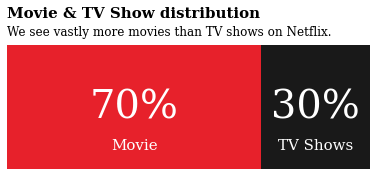 Movie & TV Show distribution
We see vastly more movies than TV shows on Netflix.
70% 30%
Movie TV Shows